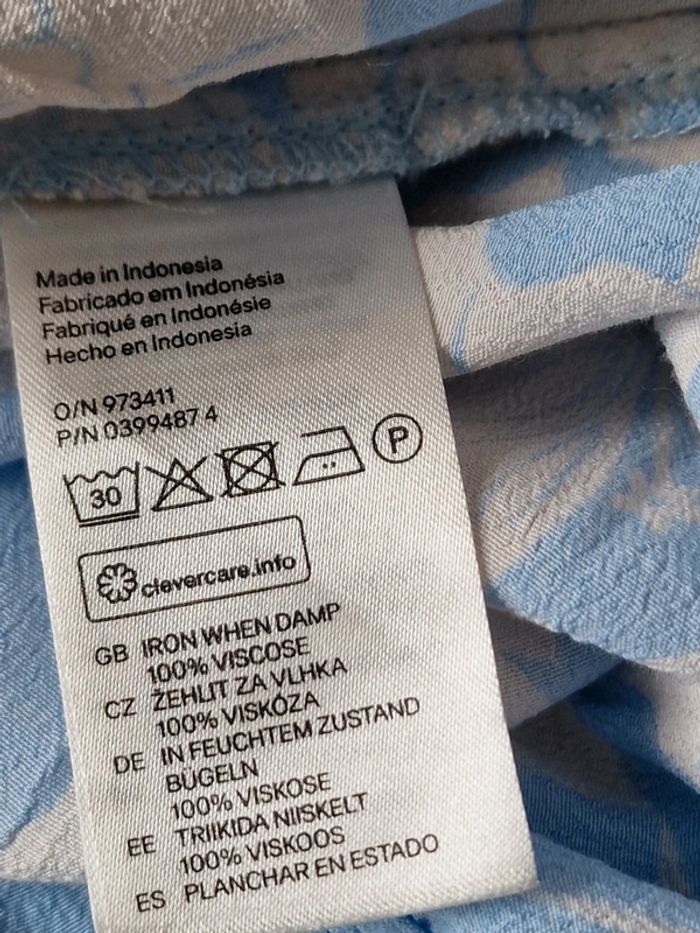 Made in Indonesia
Fabricado em Indonésia
Fabriqué en Indonésie
Hecho en Indonesia
O/N 973411
P/N 0399487 4
30
P
clevercare.info
GB IRON WHEN DAMP
100% VISCOSE
CZ ŽEHLIT ZA VLHKA
100% VISKÓZA
DE IN FEUCHTEM ZUSTAND
BÜGELN
100% VISKOSE
EE TRIIKIDA NIISKELT
100% VISKOOS
ES PLANCHAR EN ESTADO